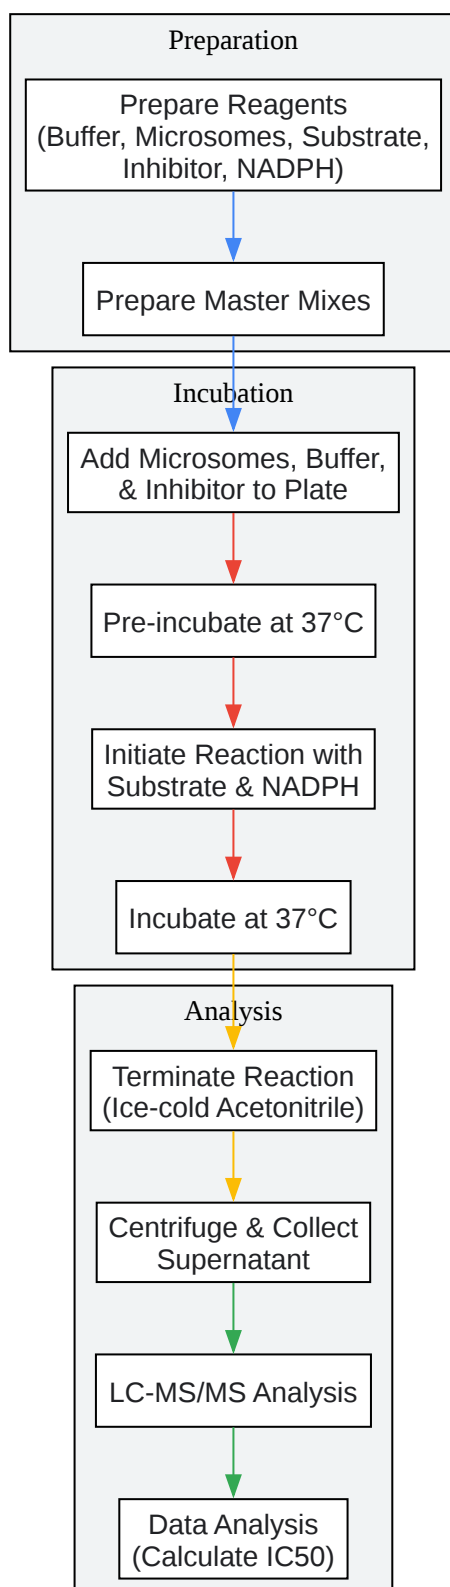 Preparation
Prepare Reagents
(Buffer, Microsomes, Substrate,
Inhibitor, NADPH)
Prepare Master Mixes
Incubation
Add Microsomes, Buffer,
& Inhibitor to Plate
Pre-incubate at 37°C
Initiate Reaction with
Substrate & NADPH
Incubate at 37°C
Analysis
Terminate Reaction
(Ice-cold Acetonitrile)
Centrifuge & Collect
Supernatant
LC-MS/MS Analysis
Data Analysis
(Calculate IC50)